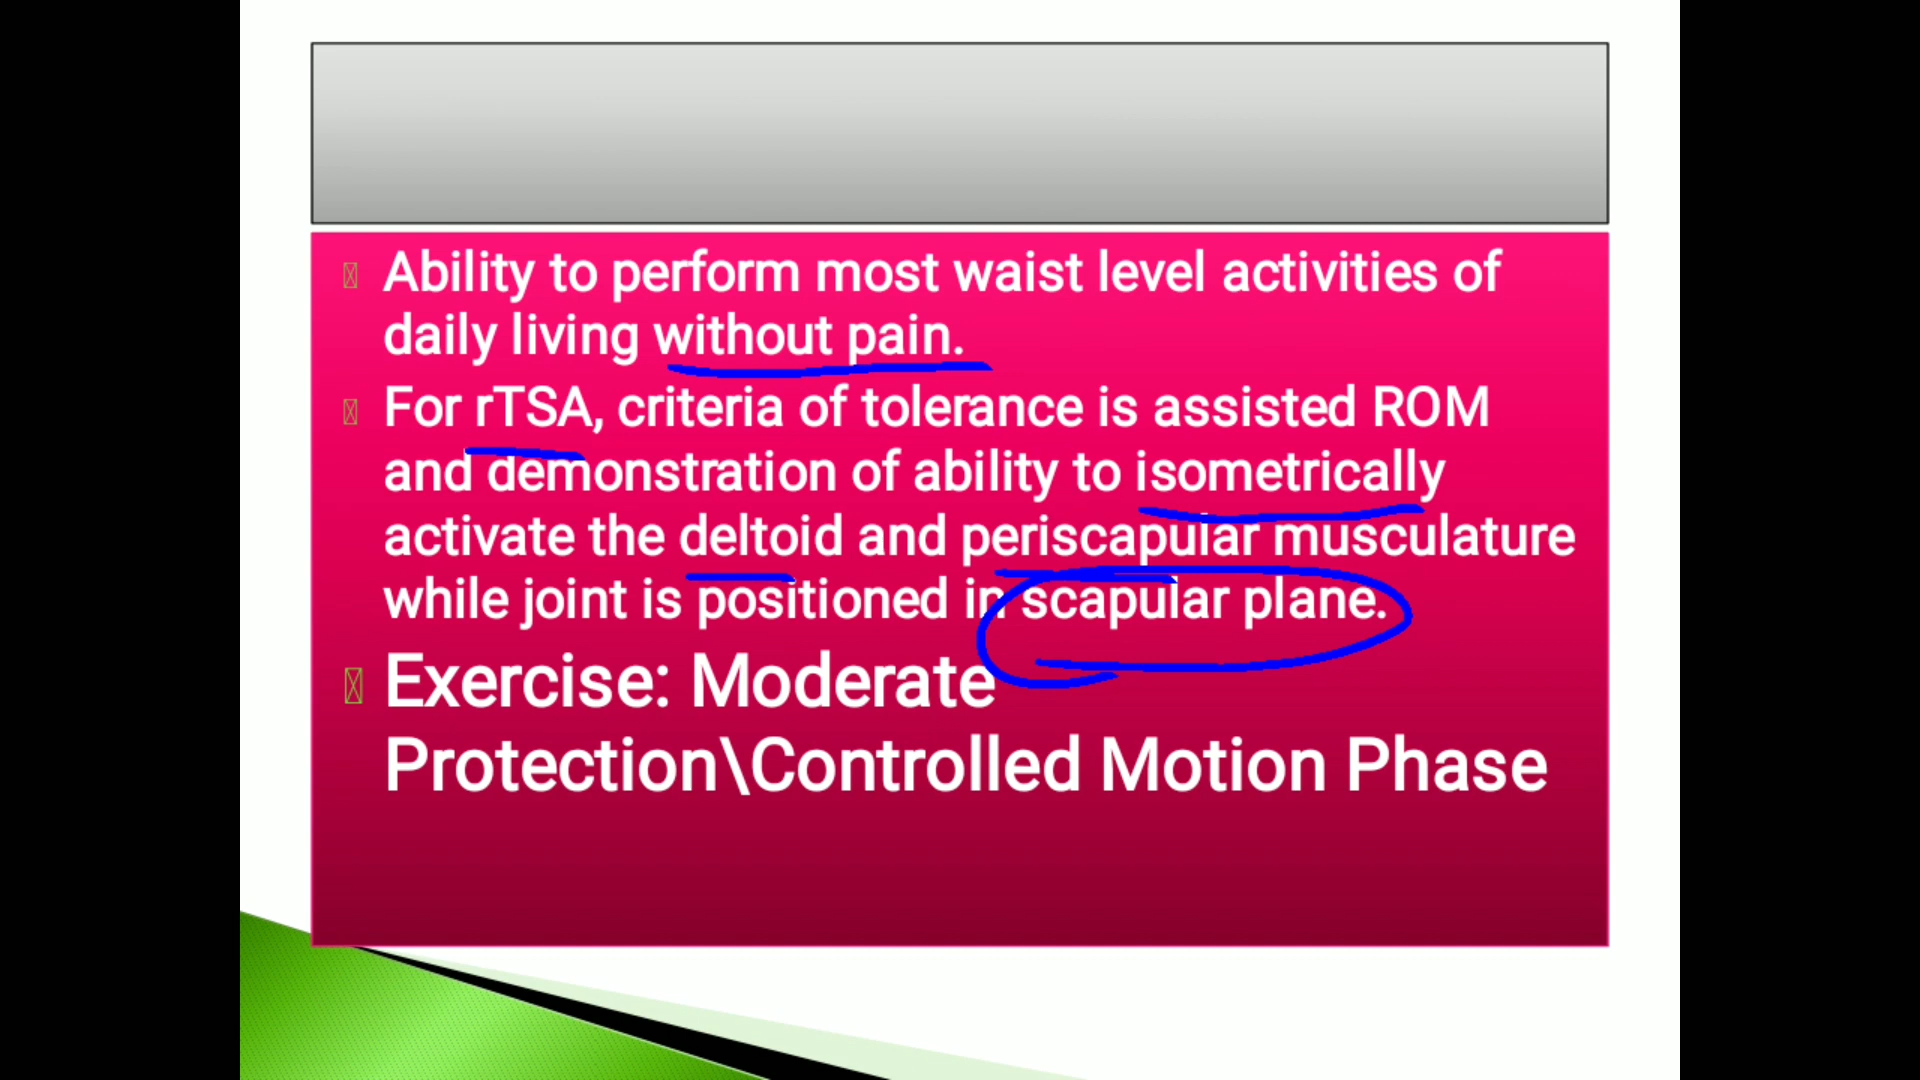 Ability to perform most waist level activities of
daily living without pain.
For rTSA, criteria of tolerance is assisted ROM
and demonstration of ability to isometrically
activate the deltoid and periscapular musculature
while joint is positioned in scapular plane.
Exercise: Moderate
Protection\Controlled Motion Phase